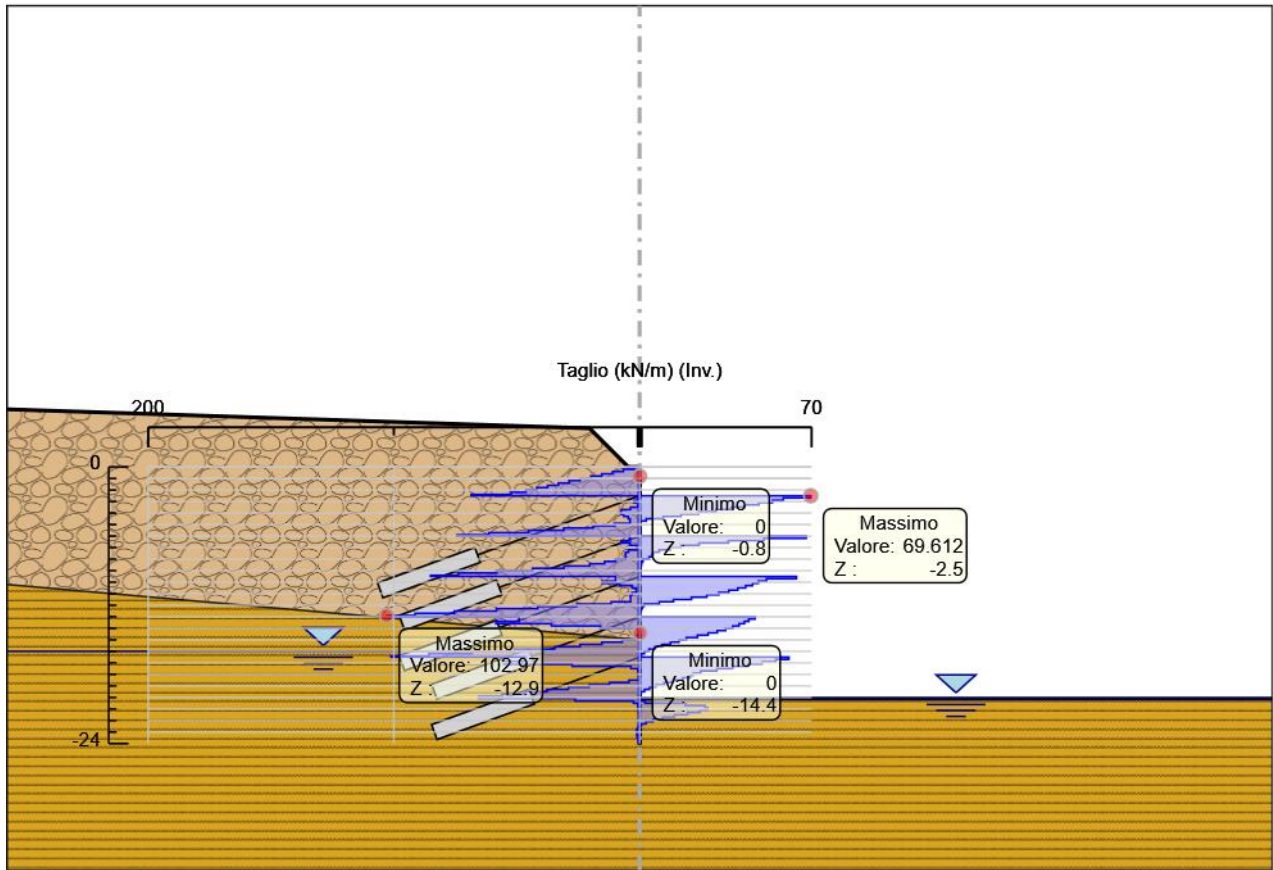 Taglio (kN/m) (Inv.)
200
70
0
Minimo
Valore: 0
Z : -0.8
Massimo
Valore: 69.612
Z : -2.5
Massimo
Valore: 102.97
Z : -12.9
Minimo
Valore: 0
Z : -14.4
-24